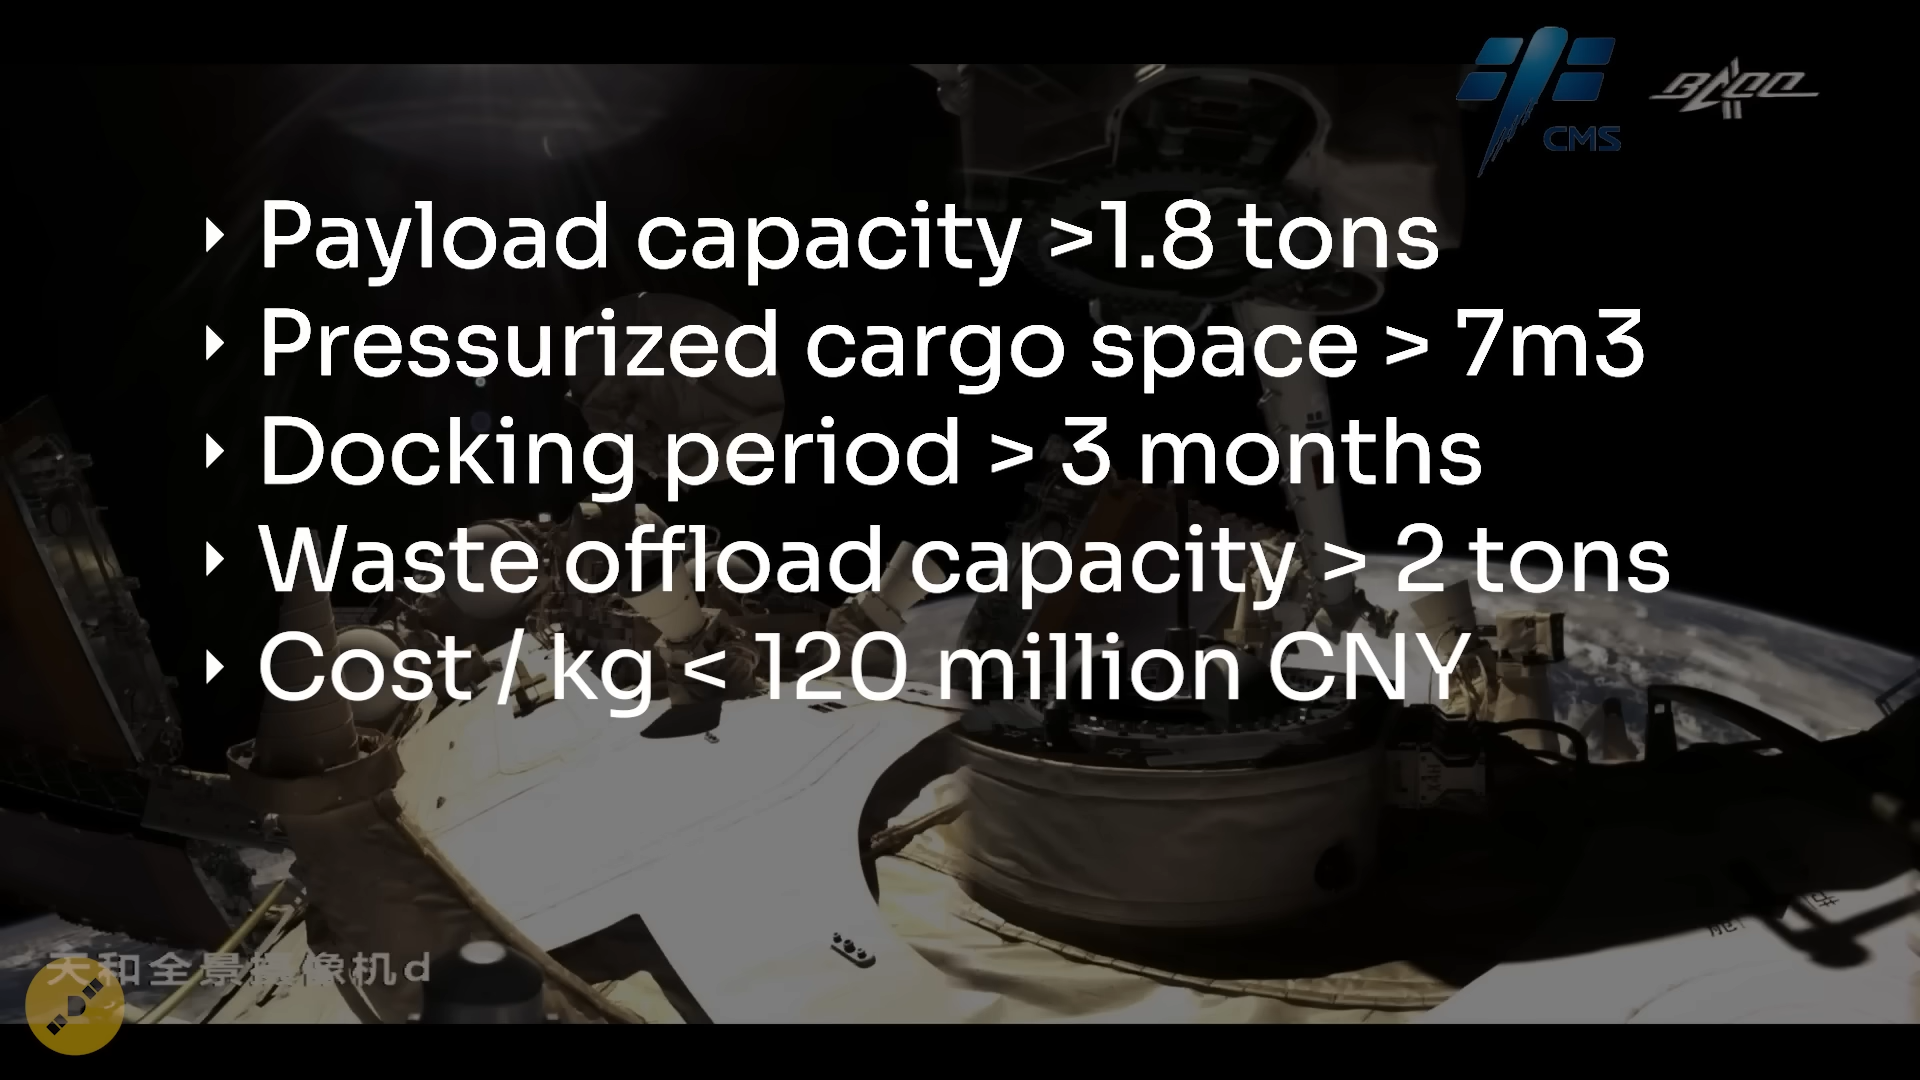 CMS
BACC
▸ Payload capacity >1.8 tons
▸ Pressurized cargo space > 7m3
▸ Docking period > 3 months
▸ Waste offload capacity > 2 tons
▸ Cost / kg < 120 million CNY
天和全景摄像机d
D